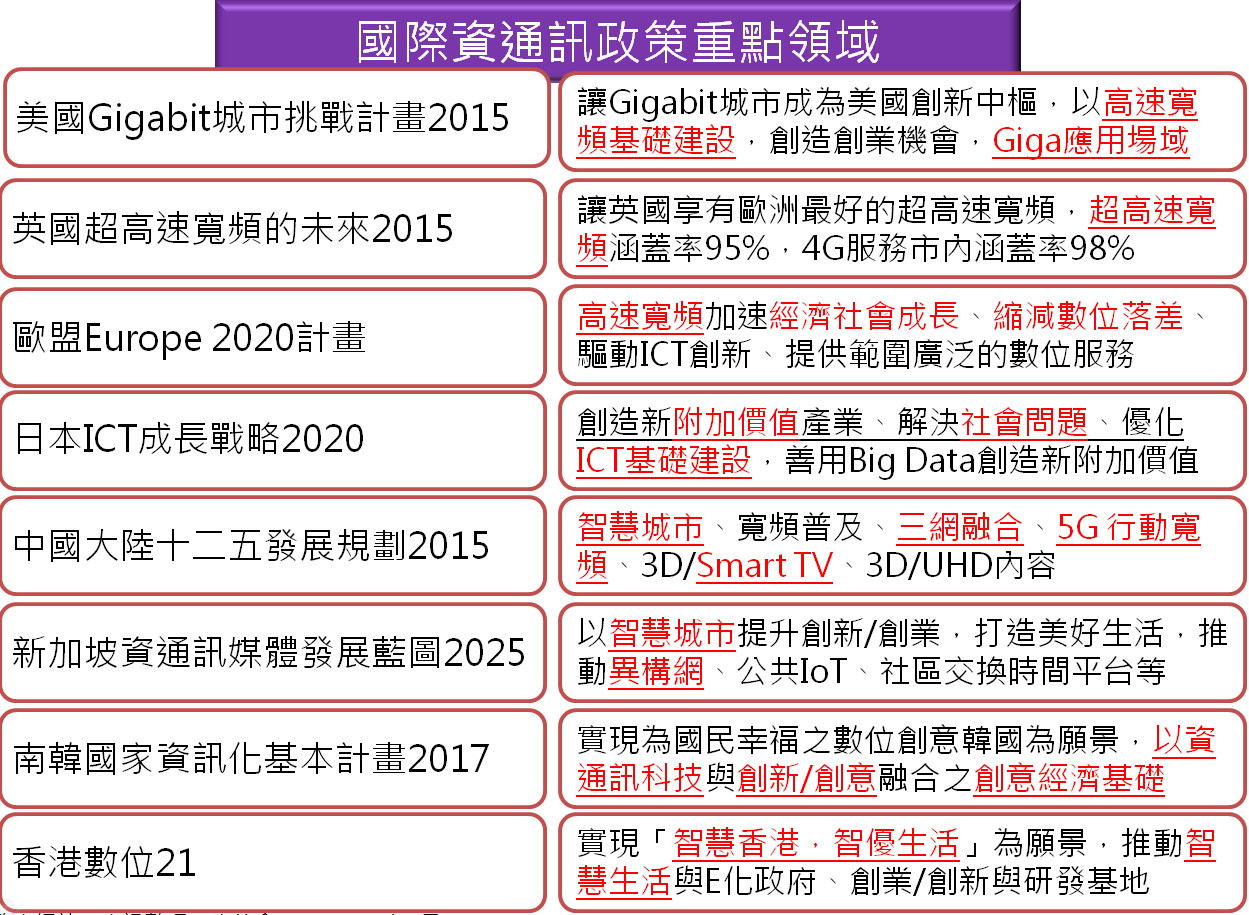 國際資通訊政策重點領域
美國Gigabit城市挑戰計畫2015
讓Gigabit城市成為美國創新中樞，以高速寬
頻基礎建設，創造創業機會，Giga應用場域
英國超高速寬頻的未來2015
讓英國享有歐洲最好的超高速寬頻，超高速寬
頻涵蓋率95%，4G服務市內涵蓋率98%
歐盟Europe 2020計畫
高速寬頻加速經濟社會成長、縮減數位落差、
驅動ICT創新、提供範圍廣泛的數位服務
日本ICT成長戰略2020
創造新附加價值產業、解決社會問題、優化
ICT基礎建設，善用Big Data創造新附加價值
中國大陸十二五發展規劃2015
智慧城市、寬頻普及、三網融合、5G 行動寬
頻、3D/Smart TV、3D/UHD內容
新加坡資通訊媒體發展藍圖2025
以智慧城市提升創新/創業，打造美好生活，推
動異構網、公共IoT、社區交換時間平台等
南韓國家資訊化基本計畫2017
實現為國民幸福之數位創意韓國為願景，以資
通訊科技與創新/創意融合之創意經濟基礎
香港數位21
實現「智慧香港，智優生活」為願景，推動智
慧生活與E化政府、創業/創新與研發基地